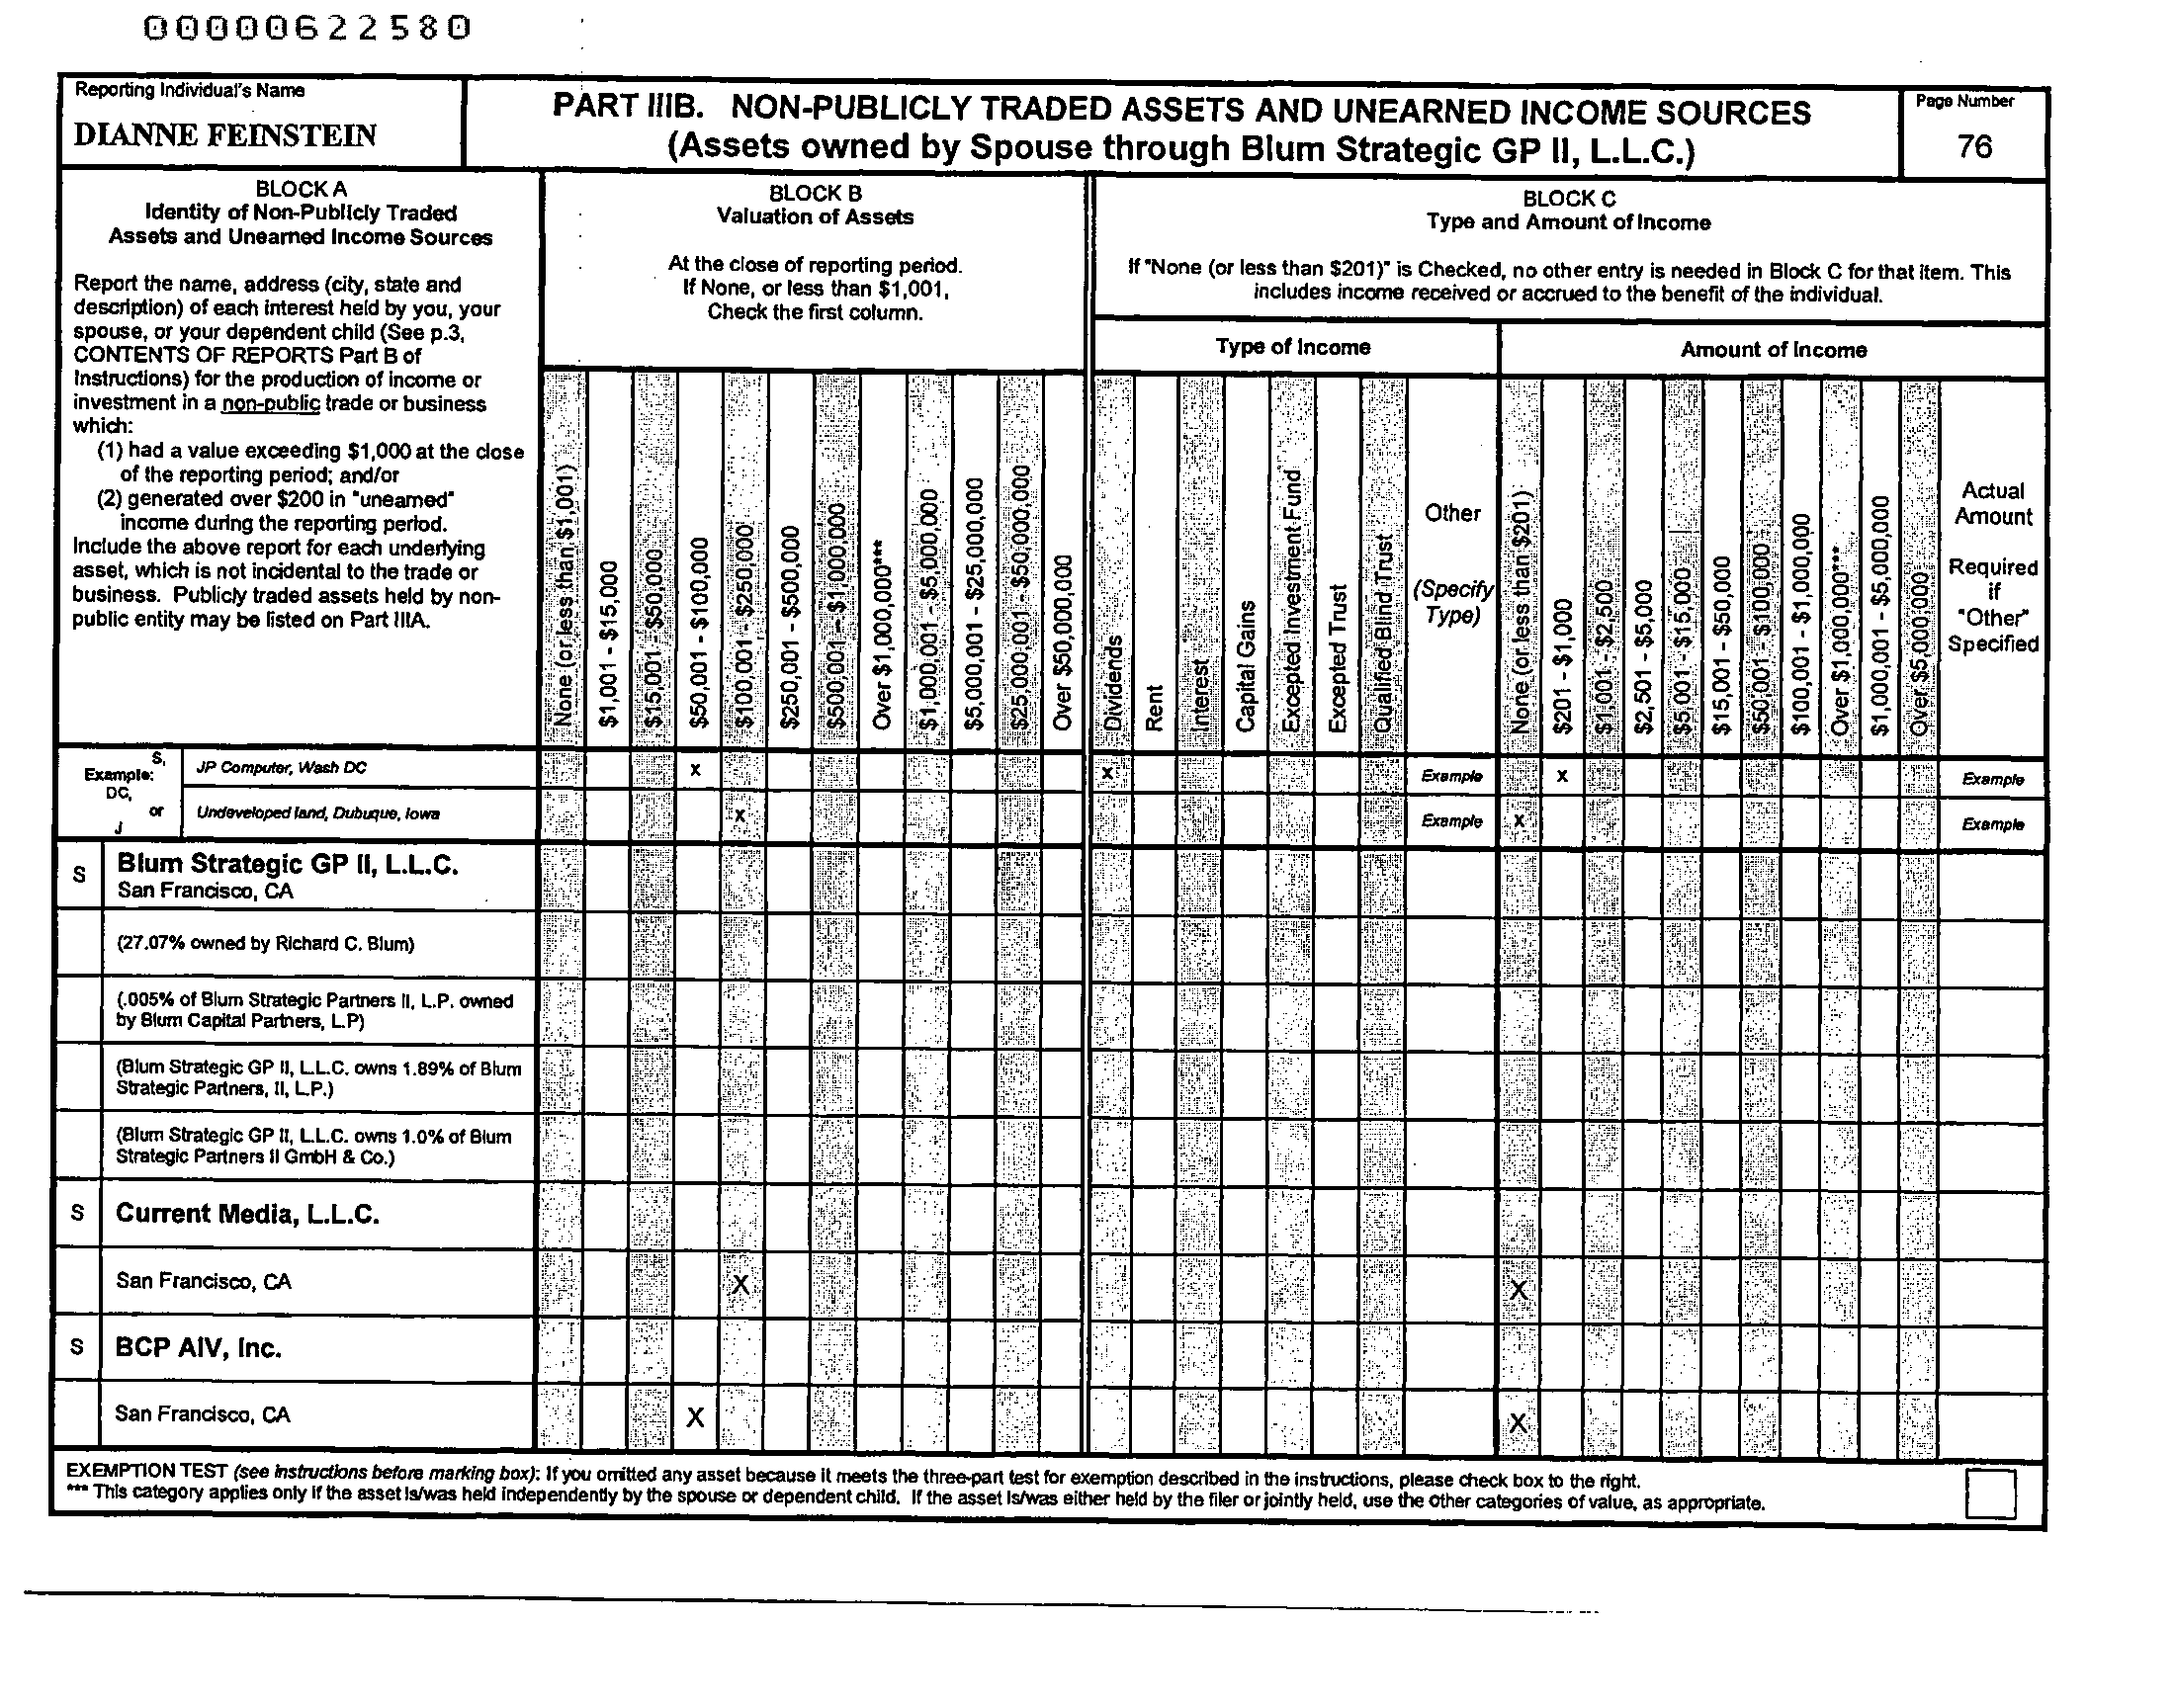 00000622580
Reporting Individual's Name
DIANNE FEINSTEIN
PART IIIB. NON-PUBLICLY TRADED ASSETS AND UNEARNED INCOME SOURCES
(Assets owned by Spouse through Blum Strategic GP II, L.L.C.)
Page Number
76
BLOCK A
Identity of Non-Publicly Traded
Assets and Unearned Income Sources
Report the name, address (city, state and
description) of each interest held by you, your
spouse, or your dependent child (See p.3,
CONTENTS OF REPORTS Part B of
Instructions) for the production of income or
investment in a non-public trade or business
which:
(1) had a value exceeding $1,000 at the close
of the reporting period; and/or
(2) generated over $200 in "unearned"
income during the reporting period.
Include the above report for each underlying
asset, which is not incidental to the trade or
business. Publicly traded assets held by non-
public entity may be listed on Part IIIA.
BLOCK B
Valuation of Assets
At the close of reporting period.
If None, or less than $1,001,
Check the first column.
BLOCK C
Type and Amount of Income
If "None (or less than $201)" is Checked, no other entry is needed in Block C for that item. This
includes income received or accrued to the benefit of the individual.
Type of Income
Amount of Income
None (or less than $1,001)
$1,001 - $15,000
$15,001 - $50,000
$50,001 - $100,000
$100,001 - $250,000
$250,001 - $500,000
$500,001 - $1,000,000
Over $1,000,000***
$1,000,001 - $5,000,000
$5,000,001 - $25,000,000
$25,000,001 - $50,000,000
Over $50,000,000
Dividends
Rent
Interest
Capital Gains
Excepted Investment Fund
Excepted Trust
Qualified Blind Trust
Other
(Specify
Type)
None (or less than $201)
$201 - $1,000
$1,001 - $2,500
$2,501 - $5,000
$5,001 - $15,000
$15,001 - $50,000
$50,001 - $100,000
$100,001 - $1,000,000
Over $1,000,000***
$1,000,001 - $5,000,000
Over $5,000,000
Actual
Amount
Required
if
"Other"
Specified
S,
Example:
DC,
or
J
JP Computer, Wash DC x x Example x Example
Undeveloped land, Dubuque, Iowa x Example x Example
S Blum Strategic GP II, L.L.C.
San Francisco, CA
(27.07% owned by Richard C. Blum)
(.005% of Blum Strategic Partners II, L.P. owned
by Blum Capital Partners, L.P)
(Blum Strategic GP II, L.L.C. owns 1.89% of Blum
Strategic Partners, II, L.P.)
(Blum Strategic GP II, L.L.C. owns 1.0% of Blum
Strategic Partners II GmbH & Co.)
S Current Media, L.L.C.
San Francisco, CA X X
S BCP AIV, Inc.
San Francisco, CA X X
EXEMPTION TEST (see instructions before marking box): If you omitted any asset because it meets the three-part test for exemption described in the instructions, please check box to the right.
*** This category applies only if the asset is/was held independently by the spouse or dependent child. If the asset is/was either held by the filer or jointly held, use the other categories of value, as appropriate.